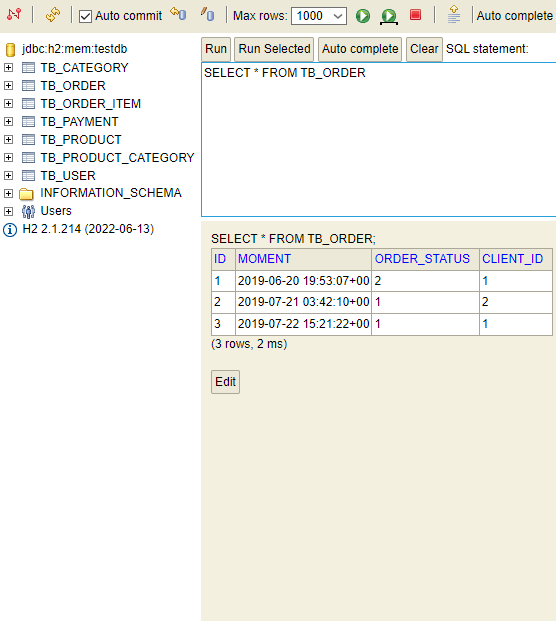 Auto commit Max rows: 1000 Auto complete
jdbc:h2:mem:testdb
TB_CATEGORY
TB_ORDER
TB_ORDER_ITEM
TB_PAYMENT
TB_PRODUCT
TB_PRODUCT_CATEGORY
TB_USER
INFORMATION_SCHEMA
Users
H2 2.1.214 (2022-06-13)
Run Run Selected Auto complete Clear SQL statement:
SELECT * FROM TB_ORDER
SELECT * FROM TB_ORDER;
ID MOMENT ORDER_STATUS CLIENT_ID
1 2019-06-20 19:53:07+00 2 1
2 2019-07-21 03:42:10+00 1 2
3 2019-07-22 15:21:22+00 1 1
(3 rows, 2 ms)
Edit